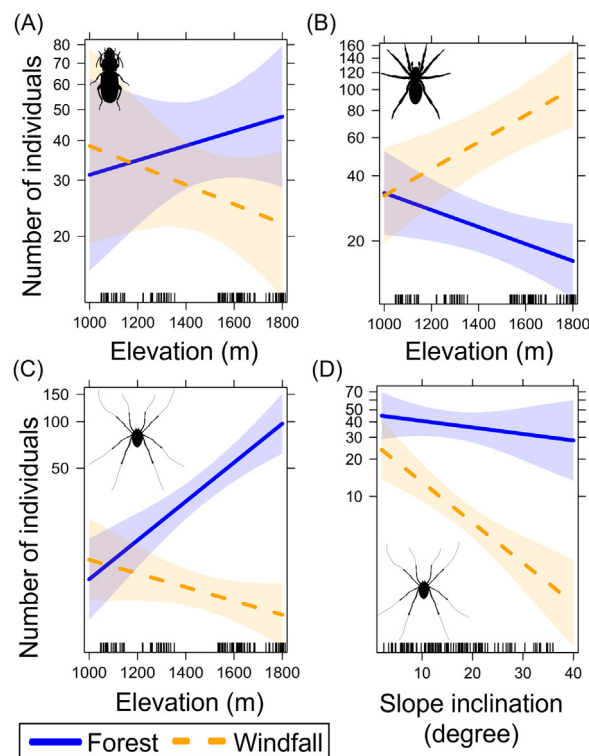 (A)
80
70
60
50
40
30
20
Number of individuals
1000 1200 1400 1600 1800
Elevation (m)
(B)
160
140
120
100
80
60
40
20
1000 1200 1400 1600 1800
Elevation (m)
(C)
150
100
50
Number of individuals
1000 1200 1400 1600 1800
Elevation (m)
(D)
70
50
40
30
20
10
10 20 30 40
Slope inclination
(degree)
Forest Windfall